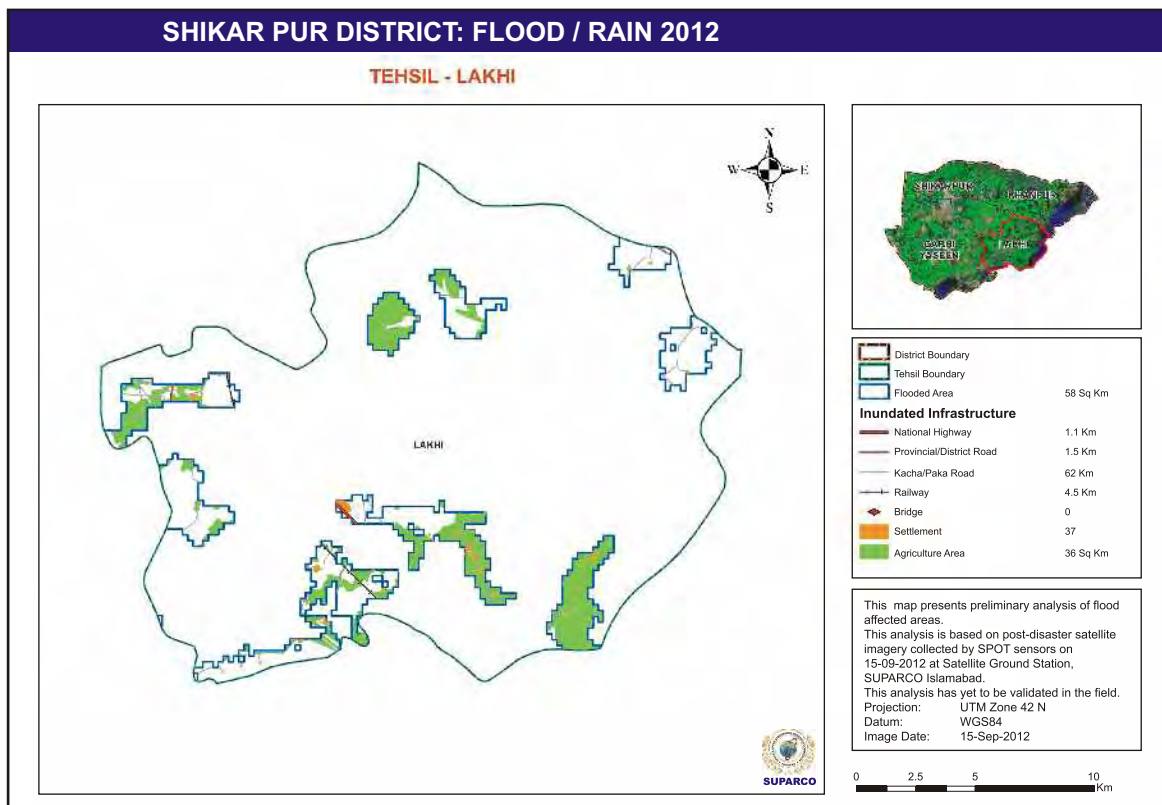 SHIKAR PUR DISTRICT: FLOOD / RAIN 2012
TEHSIL - LAKHI
N
W E
S
LAKHI
SUPARCO
SHIKARPUR
KHANPUR
GARHI
YASEEN
LAKHI
District Boundary
Tehsil Boundary
Flooded Area 58 Sq Km
Inundated Infrastructure
National Highway 1.1 Km
Provincial/District Road 1.5 Km
Kacha/Paka Road 62 Km
Railway 4.5 Km
Bridge 0
Settlement 37
Agriculture Area 36 Sq Km
This map presents preliminary analysis of flood
affected areas.
This analysis is based on post-disaster satellite
imagery collected by SPOT sensors on
15-09-2012 at Satellite Ground Station,
SUPARCO Islamabad.
This analysis has yet to be validated in the field.
Projection: UTM Zone 42 N
Datum: WGS84
Image Date: 15-Sep-2012
0 2.5 5 10
Km